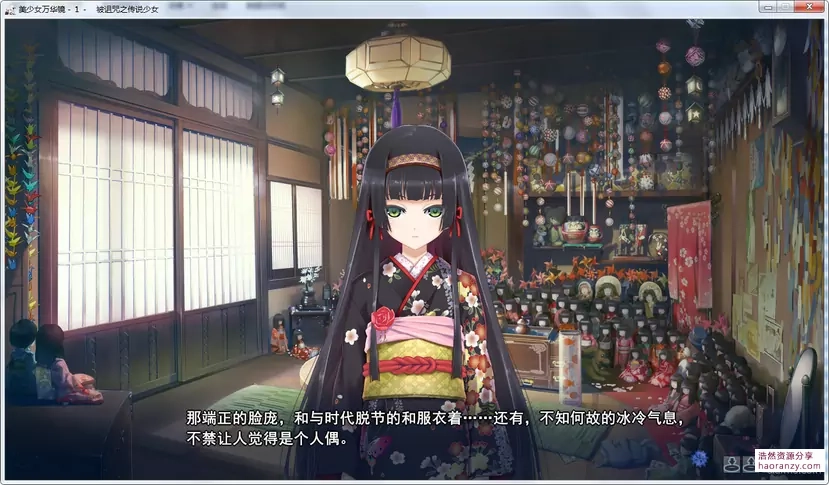 美少女万华镜 - 1 - 被诅咒之传说少女
那端正的脸庞，和与时代脱节的和服衣着……还有，不知何故的冰冷气息，
不禁让人觉得是个人偶。
浩然资源分享
haoranzy.com